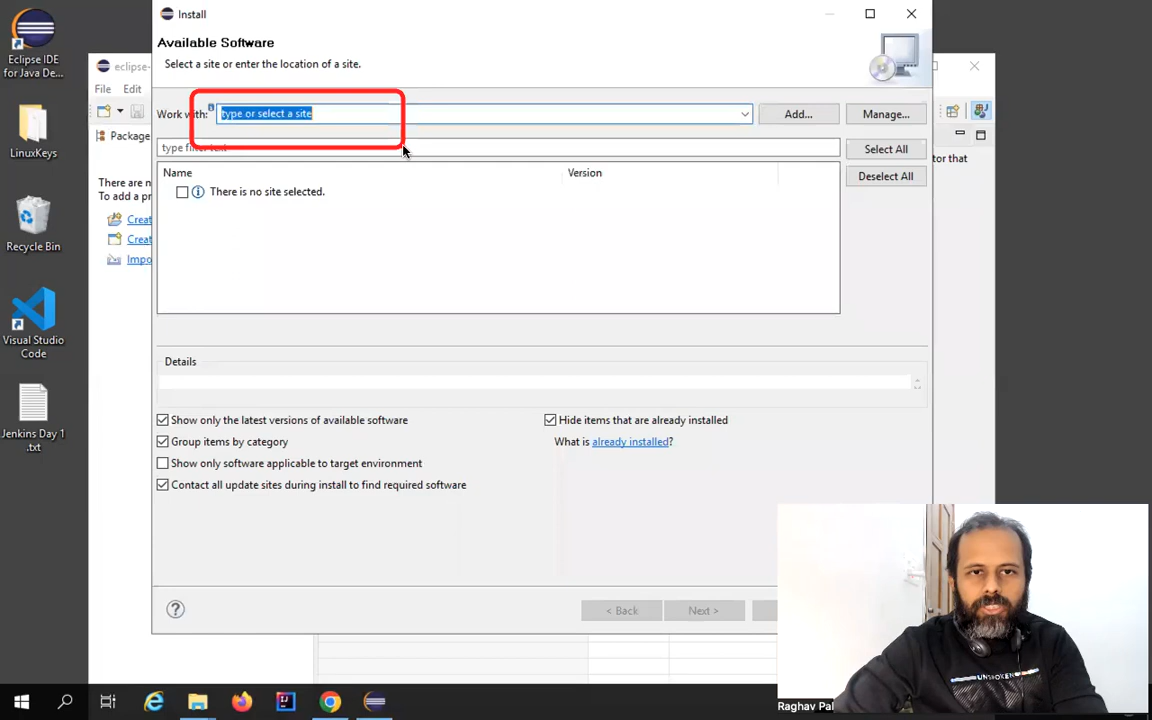 Install
Available Software
Select a site or enter the location of a site.
Work with:
type or select a site
Add...
Manage...
type filter text
Select All
Deselect All
Name
Version
There is no site selected.
Details
Show only the latest versions of available software
Hide items that are already installed
Group items by category
What is already installed?
Show only software applicable to target environment
Contact all update sites during install to find required software
< Back
Next >
eclipse-
File
Edit
Package
There are n
To add a pr
Creat
Creat
Impo
tor that
Eclipse IDE
for Java De...
LinuxKeys
Recycle Bin
Visual Studio
Code
Jenkins Day 1
.txt
UNSPOKEN
Raghav Pal